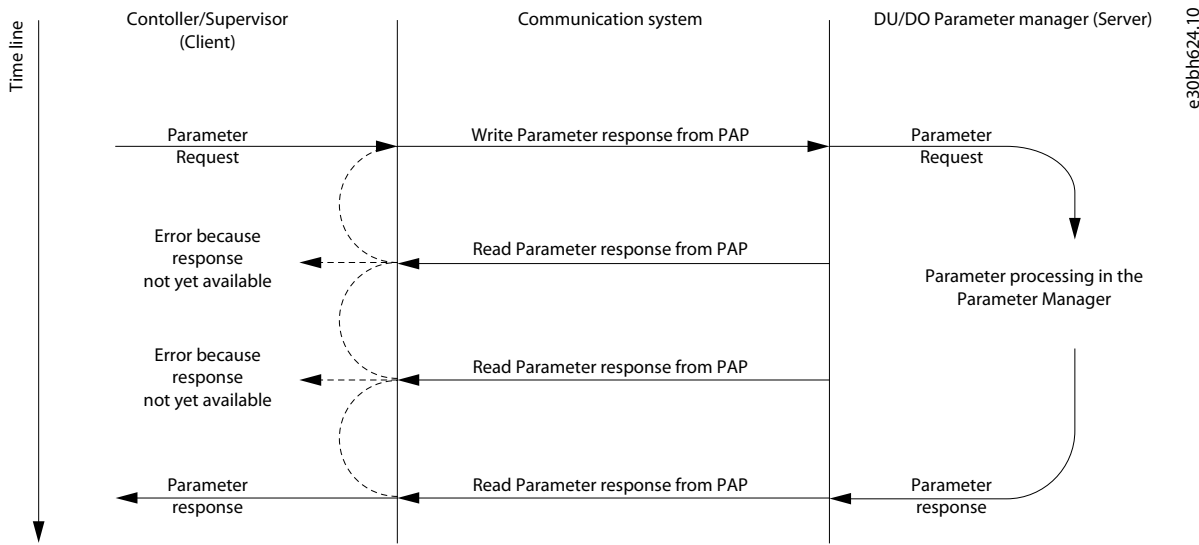 Time line
Contoller/Supervisor
(Client)
Communication system
DU/DO Parameter manager (Server)
e30bh624.10
Parameter
Request
Write Parameter response from PAP
Parameter
Request
Error because
response
not yet available
Read Parameter response from PAP
Parameter processing in the
Parameter Manager
Error because
response
not yet available
Read Parameter response from PAP
Parameter
response
Read Parameter response from PAP
Parameter
response